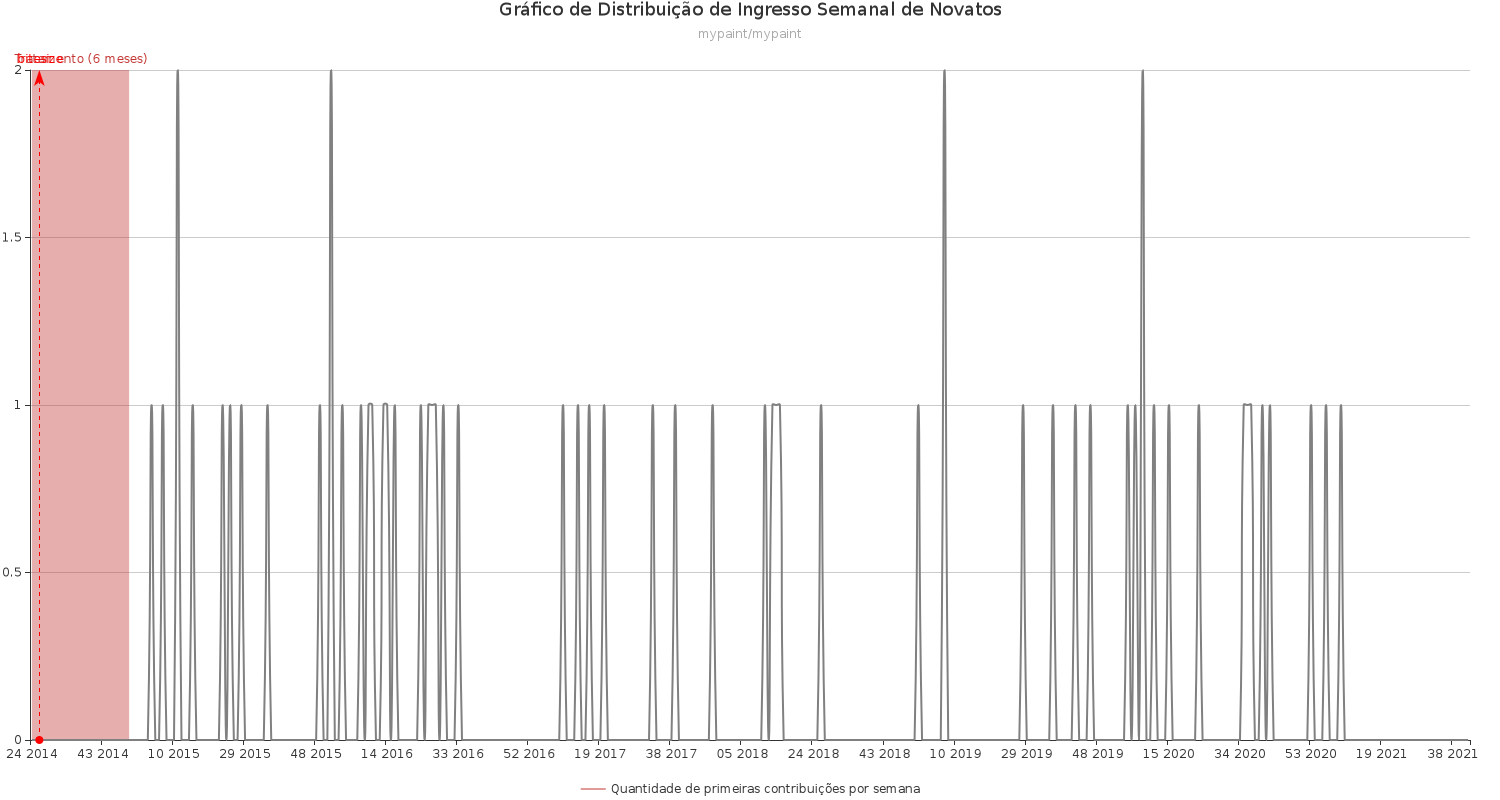 Gráfico de Distribuição de Ingresso Semanal de Novatos
mypaint/mypaint
(6 meses)
2
1.5
1
0.5
0
24 2014 43 2014 10 2015 29 2015 48 2015 14 2016 33 2016 52 2016 19 2017 38 2017 05 2018 24 2018 43 2018 10 2019 29 2019 48 2019 15 2020 34 2020 53 2020 19 2021 38 2021
Quantidade de primeiras contribuições por semana